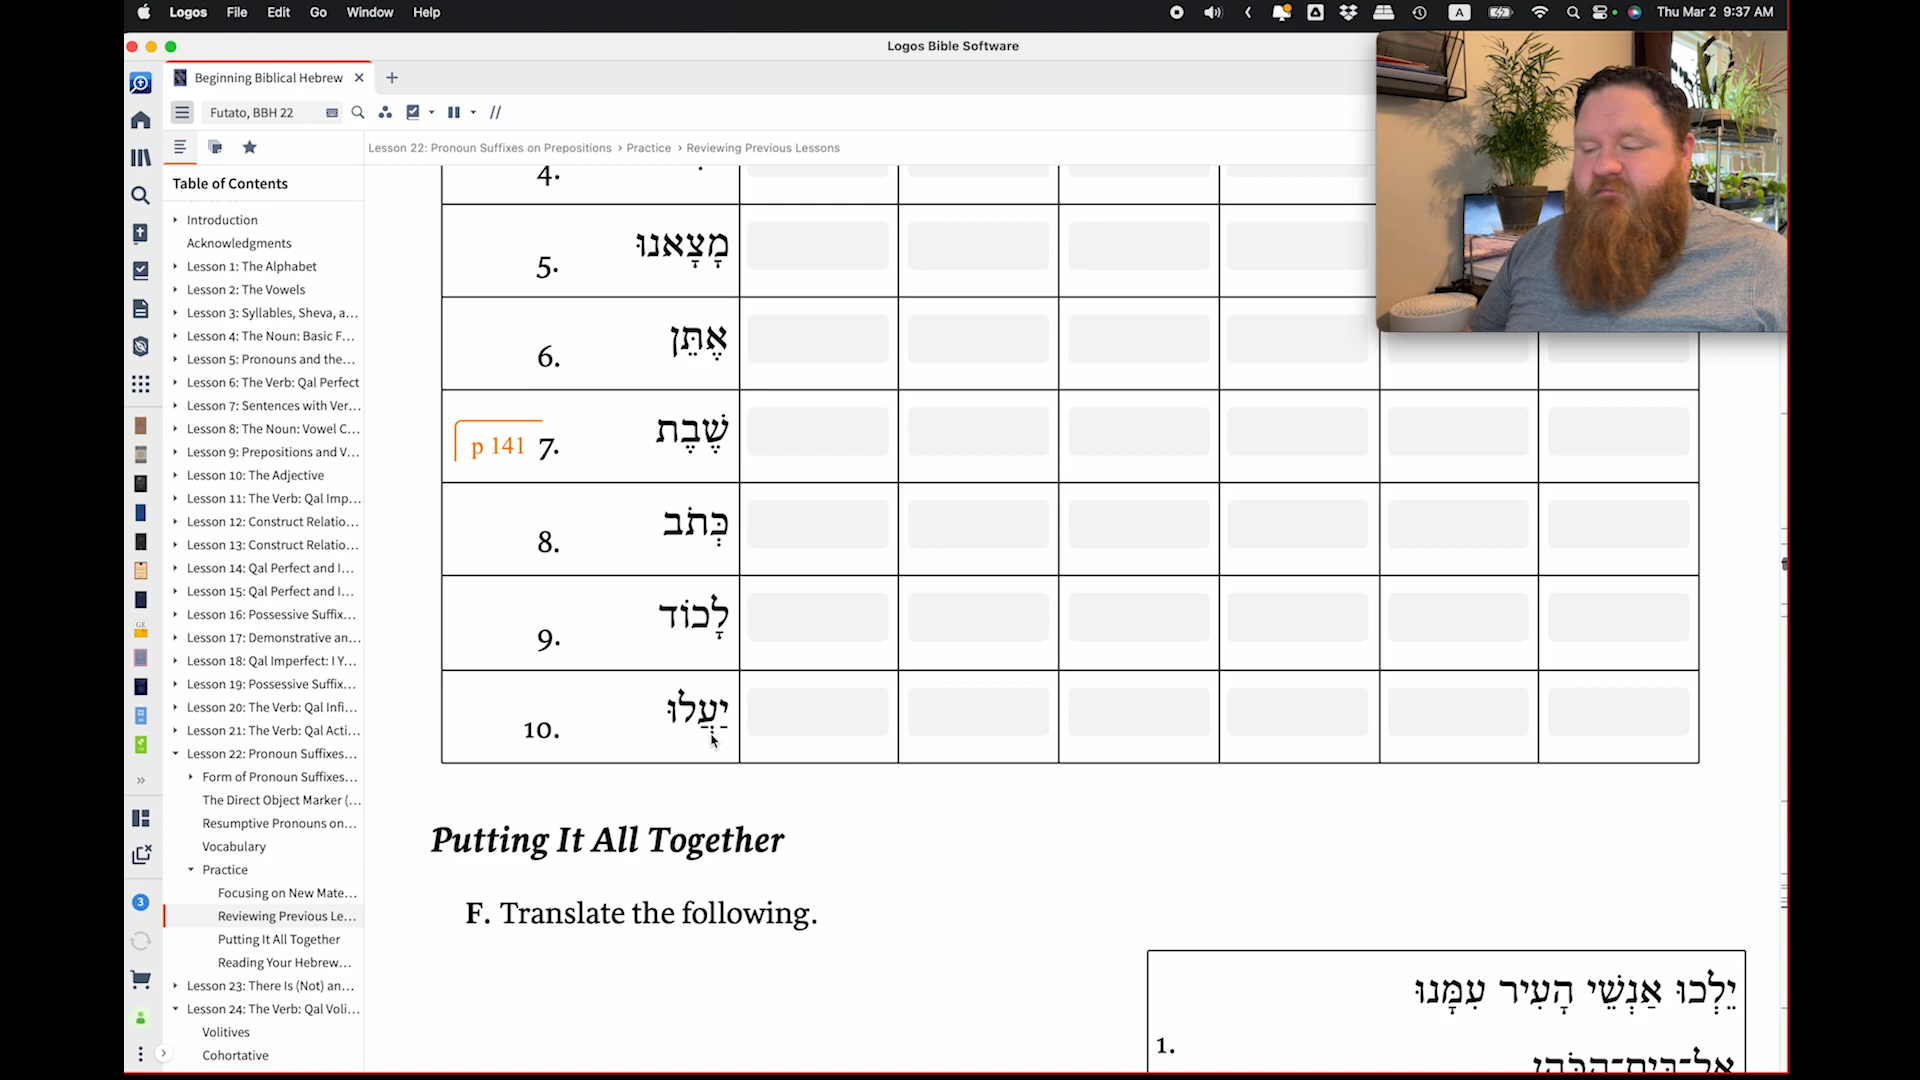 Logos File Edit Go Window Help
A
Thu Mar 2 9:37 AM
Logos Bible Software
Beginning Biblical Hebrew
Futato, BBH 22
Lesson 22: Pronoun Suffixes on Prepositions › Practice › Reviewing Previous Lessons
Table of Contents
Introduction
Acknowledgments
Lesson 1: The Alphabet
Lesson 2: The Vowels
Lesson 3: Syllables, Sheva, a...
Lesson 4: The Noun: Basic F...
Lesson 5: Pronouns and the...
Lesson 6: The Verb: Qal Perfect
Lesson 7: Sentences with Ver...
Lesson 8: The Noun: Vowel C...
Lesson 9: Prepositions and V...
Lesson 10: The Adjective
Lesson 11: The Verb: Qal Imp...
Lesson 12: Construct Relatio...
Lesson 13: Construct Relatio...
Lesson 14: Qal Perfect and I...
Lesson 15: Qal Perfect and I...
Lesson 16: Possessive Suffix...
Lesson 17: Demonstrative an...
Lesson 18: Qal Imperfect: I Y...
Lesson 19: Possessive Suffix...
Lesson 20: The Verb: Qal Infi...
Lesson 21: The Verb: Qal Acti...
Lesson 22: Pronoun Suffixes...
Form of Pronoun Suffixes...
The Direct Object Marker (...
Resumptive Pronouns on...
Vocabulary
Practice
Focusing on New Mate...
Reviewing Previous Le...
Putting It All Together
Reading Your Hebrew...
Lesson 23: There Is (Not) an...
Lesson 24: The Verb: Qal Voli...
Volitives
Cohortative
GE
3
4.
5. מָצָאנוּ
6. אֶתֵּן
p 141 7. שֶׁבֶת
8. כְּתֹב
9. לָכוֹד
10. יַעֲלוּ
Putting It All Together
F. Translate the following.
יֵלְכוּ אַנְשֵׁי הָעִיר עִמָּנוּ
1.
אֶל־בֵּית־הַכֹּהֵן